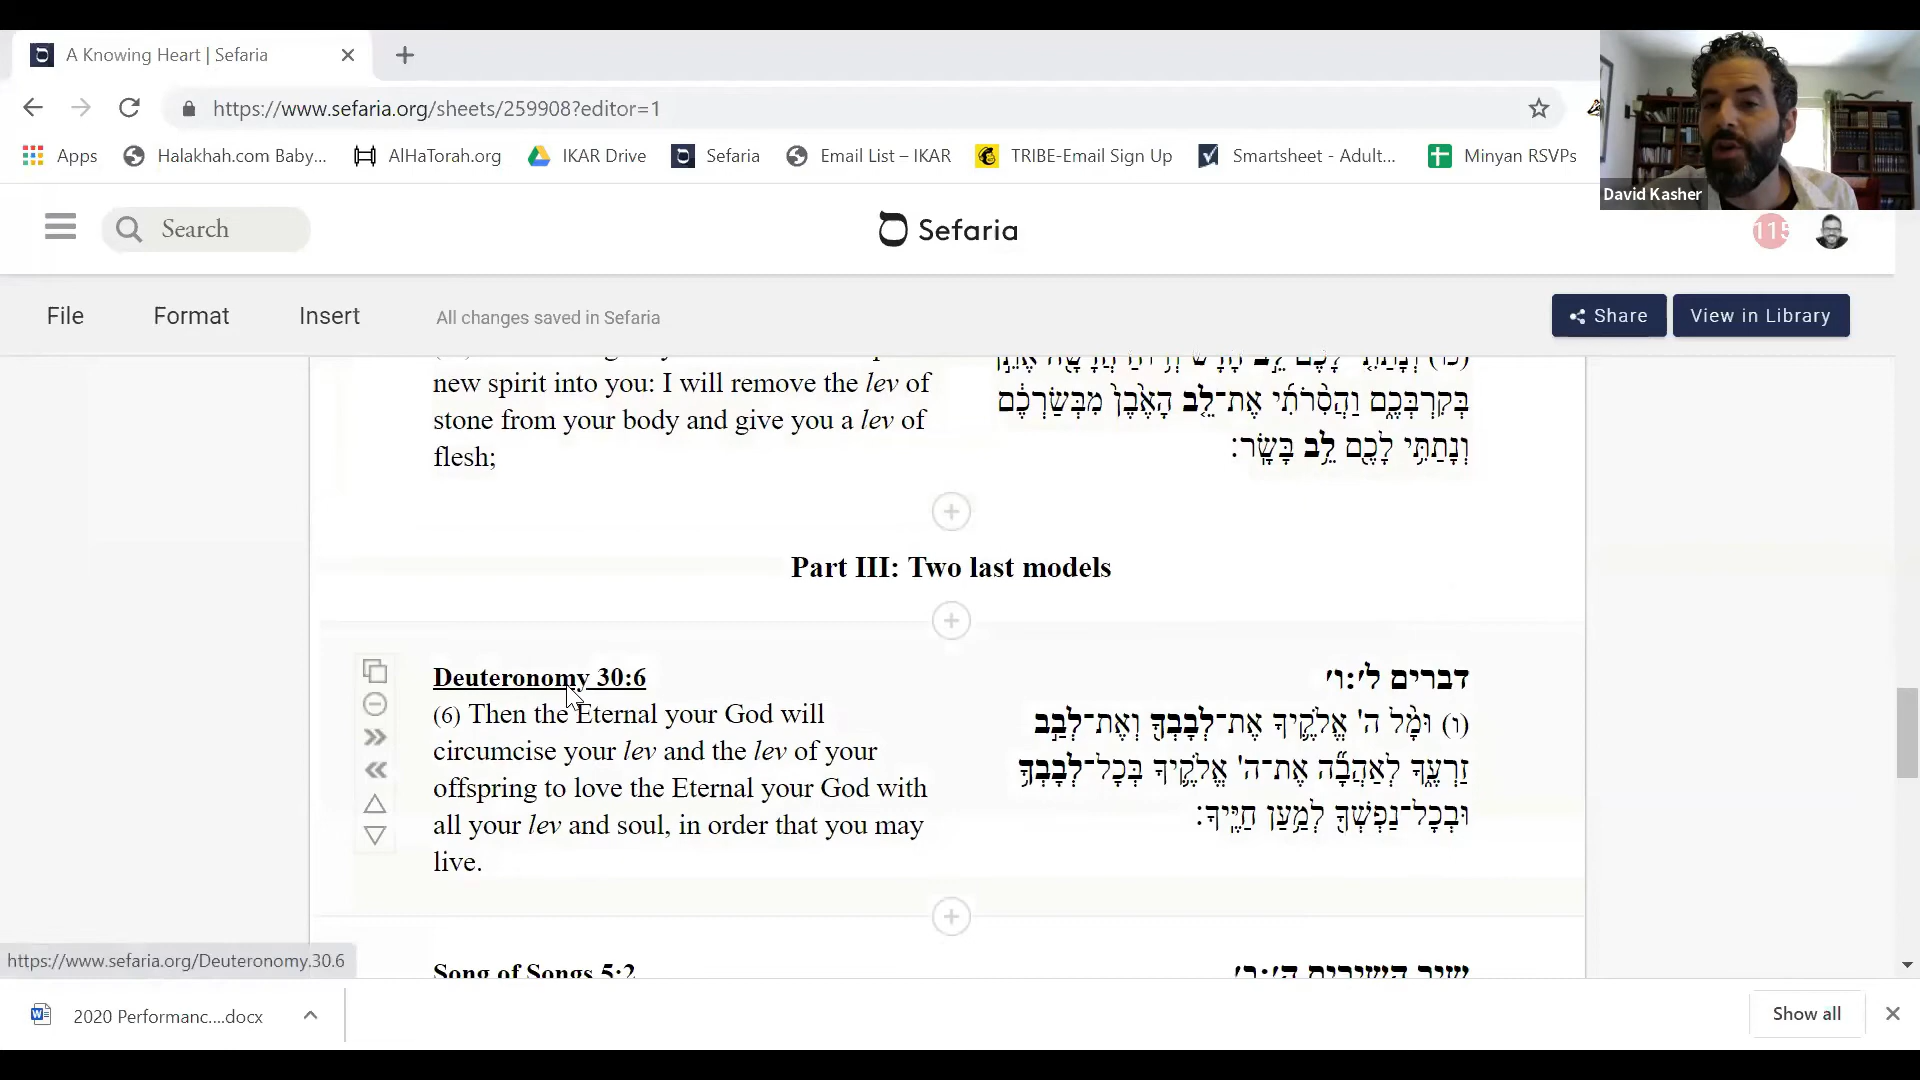 A Knowing Heart | Sefaria
https://www.sefaria.org/sheets/259908?editor=1
Apps
Halakhah.com Baby...
AlHaTorah.org
IKAR Drive
Sefaria
Email List – IKAR
TRIBE-Email Sign Up
Smartsheet - Adult...
Minyan RSVPs
David Kasher
Search
Sefaria
115
File
Format
Insert
All changes saved in Sefaria
Share
View in Library
new spirit into you: I will remove the lev of
stone from your body and give you a lev of
flesh;
בְּקִרְבְּכֶ֑ם וַהֲסִ֨רֹתִ֜י אֶת־לֵ֤ב הָאֶ֙בֶן֙ מִבְּשַׂרְכֶ֔ם
וְנָתַתִּ֥י לָכֶ֖ם לֵ֥ב בָּשָֽׂר׃
Part III: Two last models
Deuteronomy 30:6
(6) Then the Eternal your God will
circumcise your lev and the lev of your
offspring to love the Eternal your God with
all your lev and soul, in order that you may
live.
דברים ל׳:ו׳
(ו) וּמָ֨ל ה' אֱלֹקֶ֛יךָ אֶת־לְבָבְךָ֖ וְאֶת־לְבַ֣ב
זַרְעֶ֑ךָ לְאַהֲבָ֞ה אֶת־ה' אֱלֹקֶ֛יךָ בְּכָל־לְבָבְךָ֥
וּבְכָל־נַפְשְׁךָ֖ לְמַ֥עַן חַיֶּֽיךָ׃
Song of Songs 5:2
שיר השירים ה׳:ב׳
https://www.sefaria.org/Deuteronomy.30.6
2020 Performanc....docx
Show all